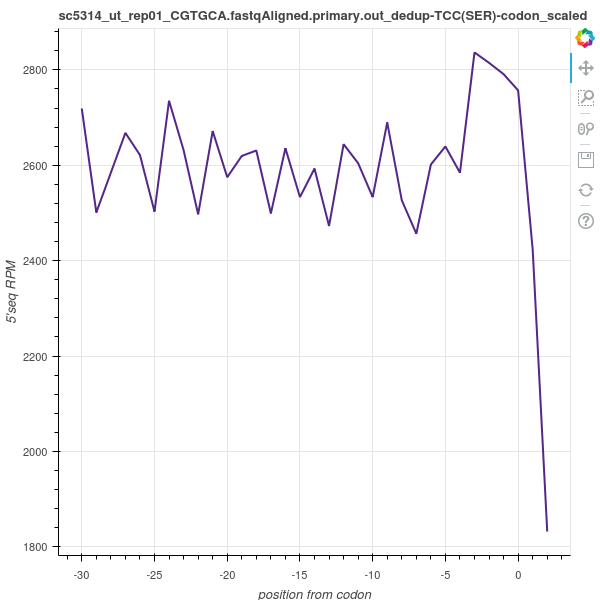 sc5314_ut_rep01_CGTGCA.fastqAligned.primary.out_dedup-TCC(SER)-codon_scaled
2800
2600
2400
2200
2000
1800
5'seq RPM
-30 -25 -20 -15 -10 -5 0
position from codon